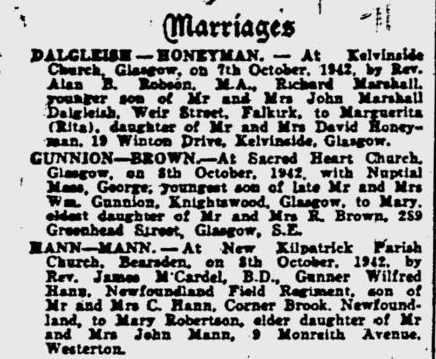 Marriages
DALGLEISH—HONEYMAN. — At Kelvinside
Church, Glasgow, on 7th October, 1942, by Rev.
Alan B. Robson, M.A., Richard Marshall,
younger son of Mr and Mrs John Marshall
Dalgleish, Weir Street, Falkirk, to Marguerita
(Rita), daughter of Mr and Mrs David Honey-
man, 19 Winton Drive, Kelvinside, Glasgow.
GUNNION—BROWN.—At Sacred Heart Church,
Glasgow, on 8th October, 1942, with Nuptial
Mass, George, youngest son of late Mr and Mrs
Wm. Gunnion, Knightswood, Glasgow, to Mary,
eldest daughter of Mr and Mrs R. Brown, 259
Greenhead Street, Glasgow, S.E.
HANN—MANN. — At New Kilpatrick Parish
Church, Bearsden, on 8th October, 1942, by
Rev. James M'Cardel, B.D., Gunner Wilfred
Hann, Newfoundland Field Regiment, son of
Mr and Mrs C. Hann, Corner Brook, Newfound-
land, to Mary Robertson, elder daughter of Mr
and Mrs John Mann, 9 Monreith Avenue,
Westerton.